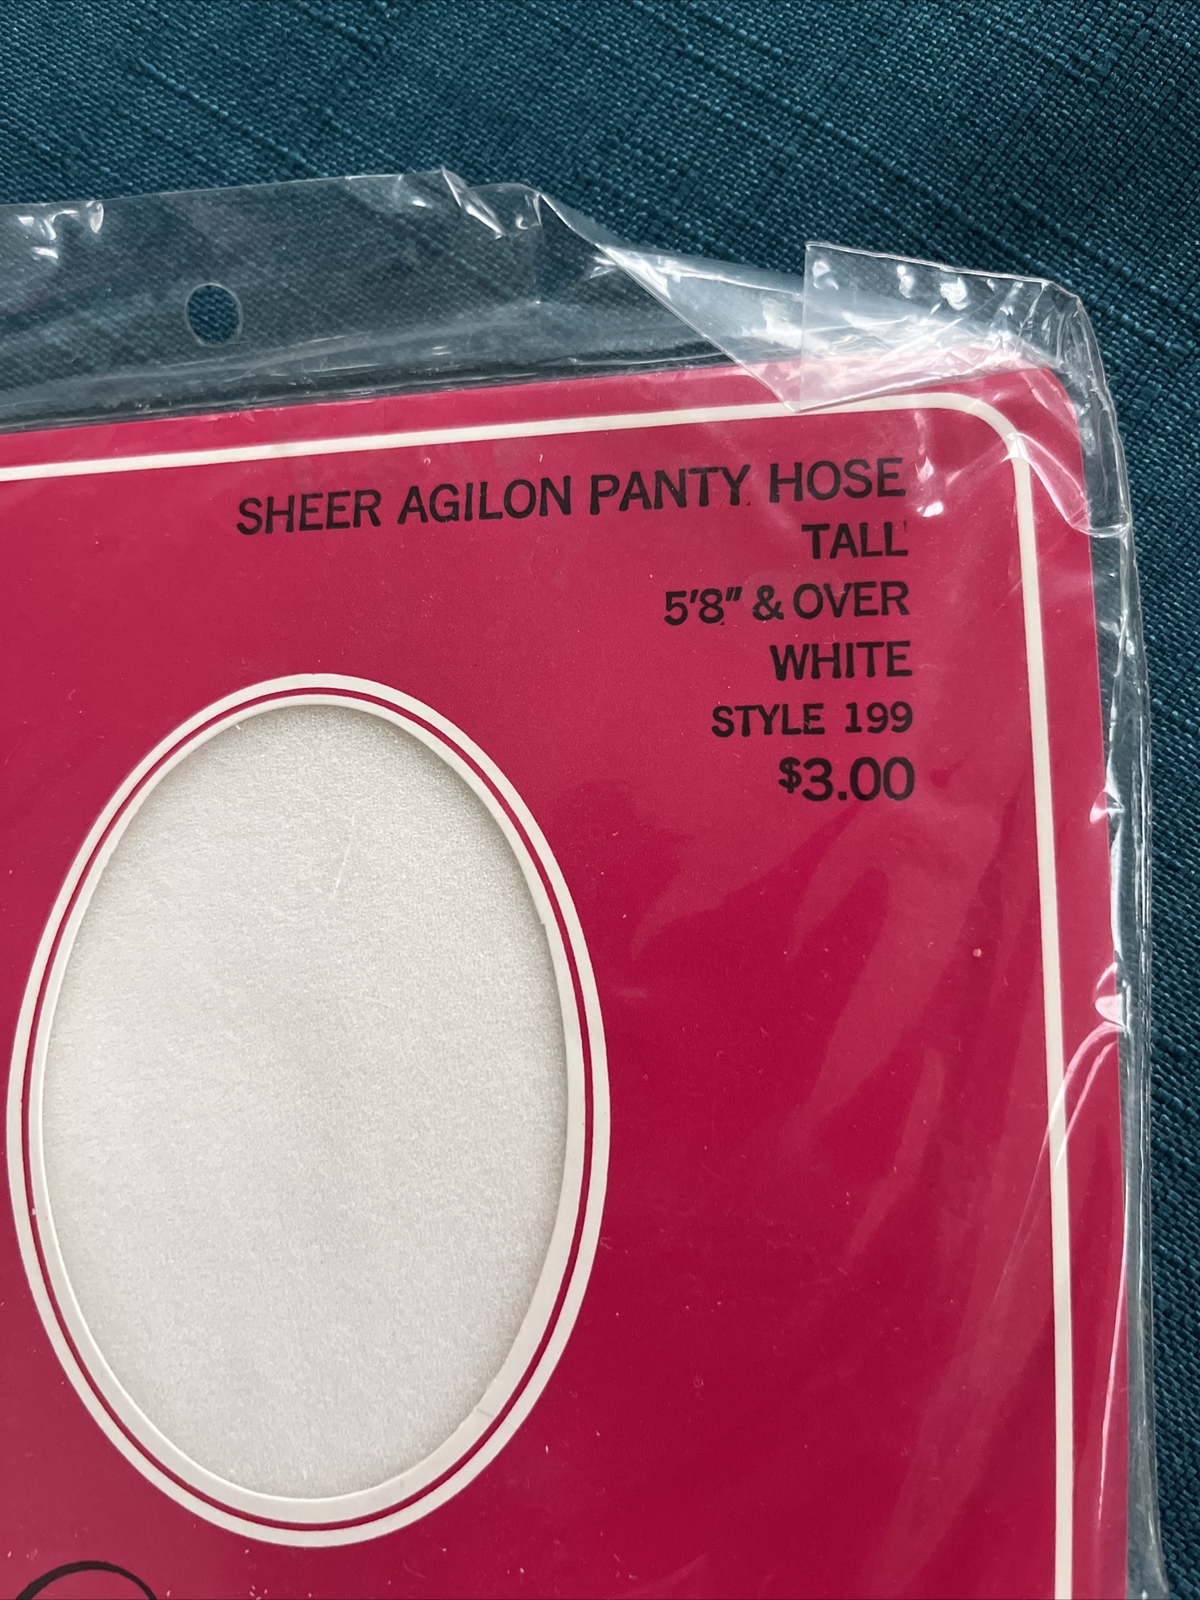 SHEER AGILON PANTY HOSE
TALL
5'8" & OVER
WHITE
STYLE 199
$3.00